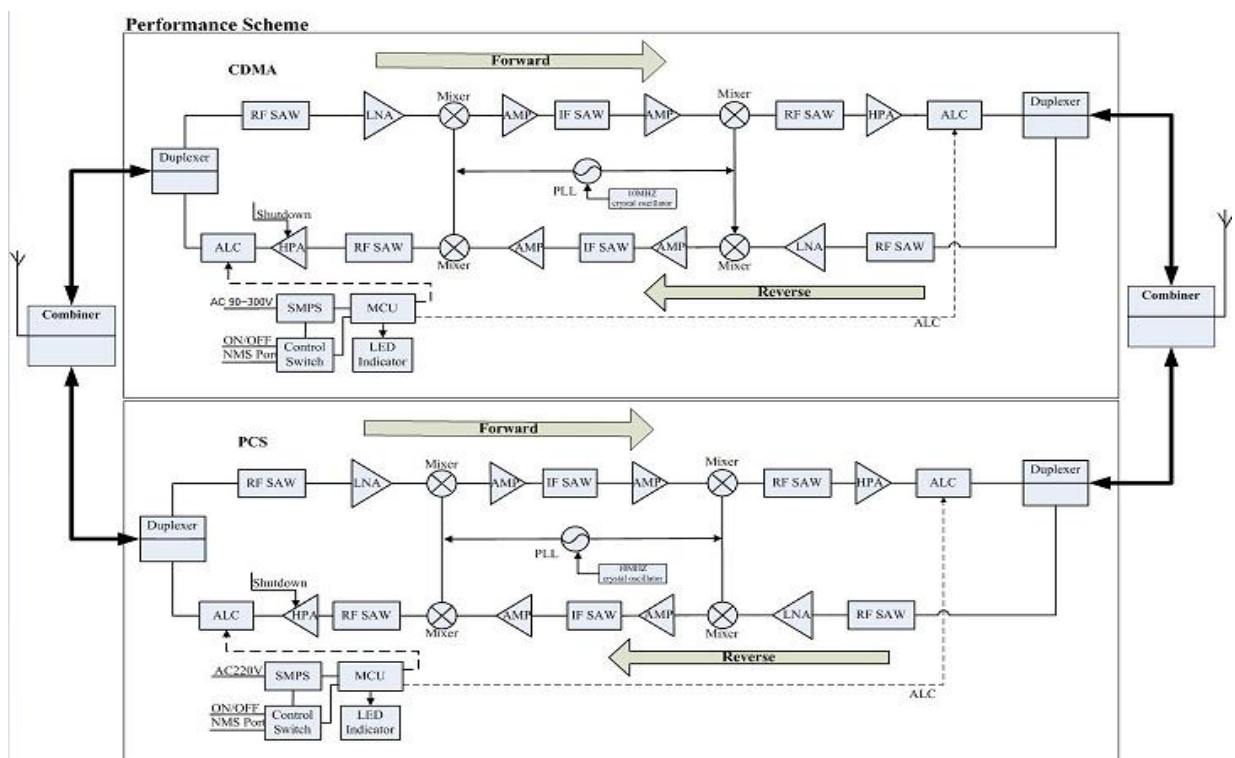 Performance Scheme
Forward
CDMA
Mixer
Mixer
RF SAW
LNA
AMP
IF SAW
AMP
RF SAW
HPA
ALC
Duplexer
Duplexer
PLL
10MHZ
crystal oscillator
Shutdown
ALC
HPA
RF SAW
Mixer
AMP
IF SAW
AMP
Mixer
LNA
RF SAW
Reverse
AC 90-300V
SMPS
MCU
ALC
ON/OFF
NMS Port
Control
Switch
LED
Indicator
Combiner
Combiner
Forward
PCS
Mixer
Mixer
RF SAW
LNA
AMP
IF SAW
AMP
RF SAW
HPA
ALC
Duplexer
Duplexer
PLL
10MHZ
crystal oscillator
Shutdown
ALC
HPA
RF SAW
Mixer
AMP
IF SAW
AMP
Mixer
LNA
RF SAW
Reverse
AC220V
SMPS
MCU
ALC
ON/OFF
NMS Port
Control
Switch
LED
Indicator